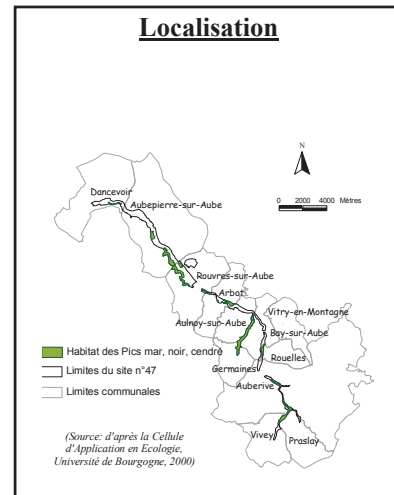 Localisation
N
0 2000 4000 Mètres
Dancevoir
Aubepierre-sur-Aube
Rouvres-sur-Aube
Arbot
Vitry-en-Montagne
Aulnoy-sur-Aube
Bay-sur-Aube
Rouelles
Germaines
Auberive
Vivey
Praslay
Habitat des Pics mar, noir, cendré
Limites du site n°47
Limites communales
(Source: d'après la Cellule
d'Application en Ecologie,
Université de Bourgogne, 2000)